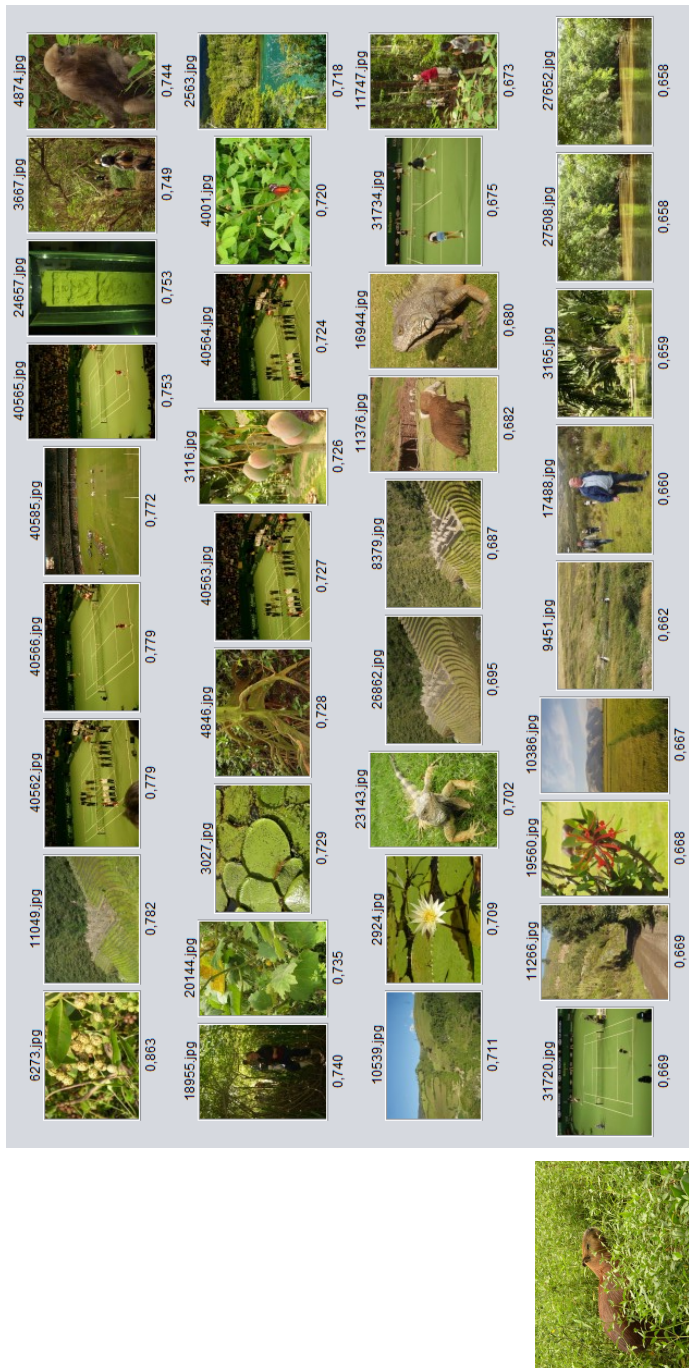 6273.jpg 11049.jpg 40562.jpg 40566.jpg 40585.jpg 40565.jpg 24657.jpg 3667.jpg 4874.jpg
0,863 0,782 0,779 0,779 0,772 0,753 0,753 0,749 0,744
18955.jpg 20144.jpg 3027.jpg 4846.jpg 40563.jpg 3116.jpg 40564.jpg 4001.jpg 2563.jpg
0,740 0,735 0,729 0,728 0,727 0,726 0,724 0,720 0,718
10539.jpg 2924.jpg 23143.jpg 26862.jpg 8379.jpg 11376.jpg 16944.jpg 31734.jpg 11747.jpg
0,711 0,709 0,702 0,695 0,687 0,682 0,680 0,675 0,673
31720.jpg 11266.jpg 19560.jpg 10386.jpg 9451.jpg 17488.jpg 3165.jpg 27508.jpg 27652.jpg
0,669 0,669 0,668 0,667 0,662 0,660 0,659 0,658 0,658